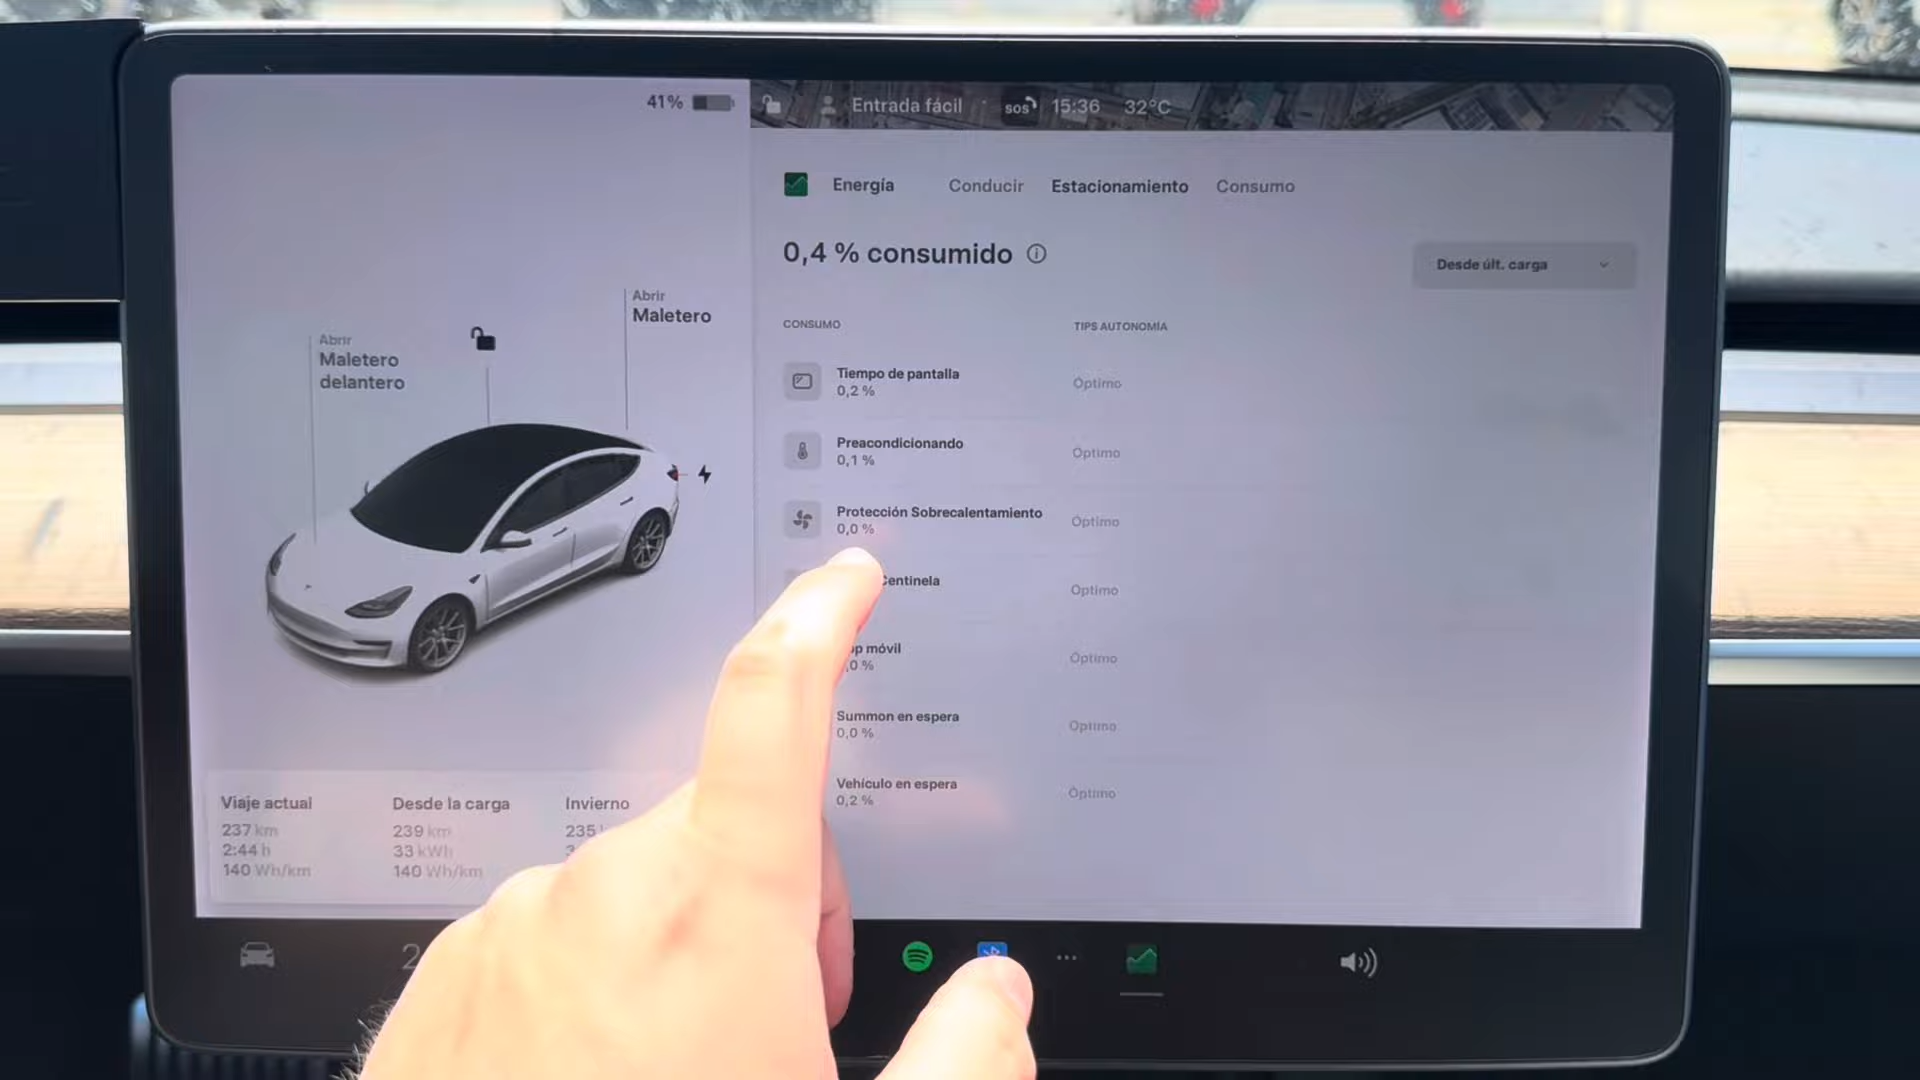 41%
Entrada fácil
SOS
15:36
32°C
Energía
Conducir
Estacionamiento
Consumo
0,4 % consumido
Desde últ. carga
CONSUMO
TIPS AUTONOMÍA
Tiempo de pantalla
0,2 %
Óptimo
Preacondicionando
0,1 %
Óptimo
Protección Sobrecalentamiento
0,0 %
Óptimo
Centinela
Óptimo
móvil
Óptimo
Summon en espera
0,0 %
Óptimo
Vehículo en espera
0,2 %
Óptimo
Abrir
Maletero
Abrir
Maletero
delantero
Viaje actual
237 km
2:44 h
140 Wh/km
Desde la carga
239 km
33 kWh
140 Wh/km
Invierno
235